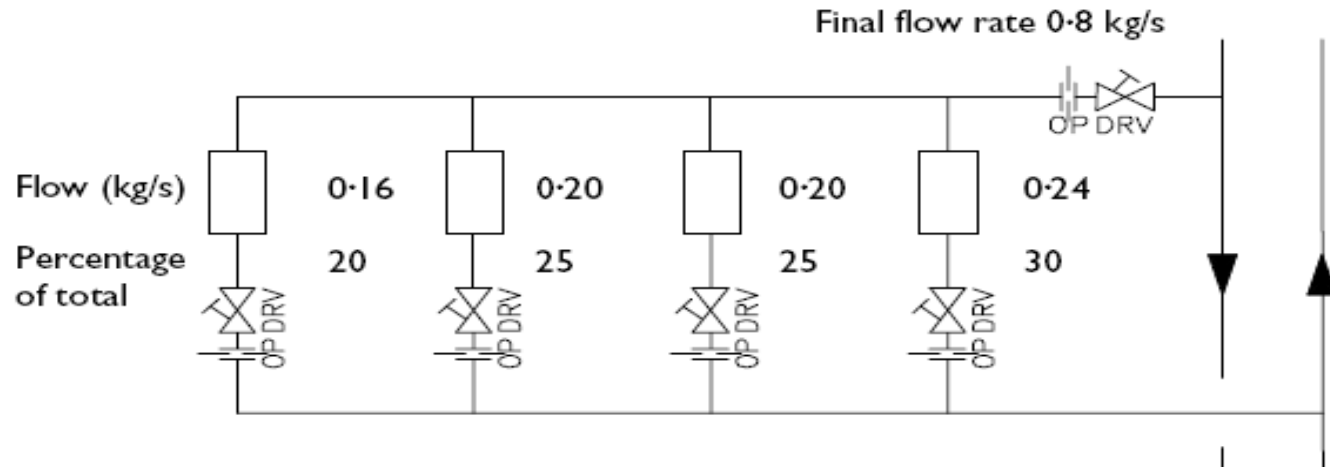 Final flow rate 0·8 kg/s
OP DRV
Flow (kg/s) 0·16 0·20 0·20 0·24
Percentage 20 25 25 30
of total
OP DRV OP DRV OP DRV OP DRV